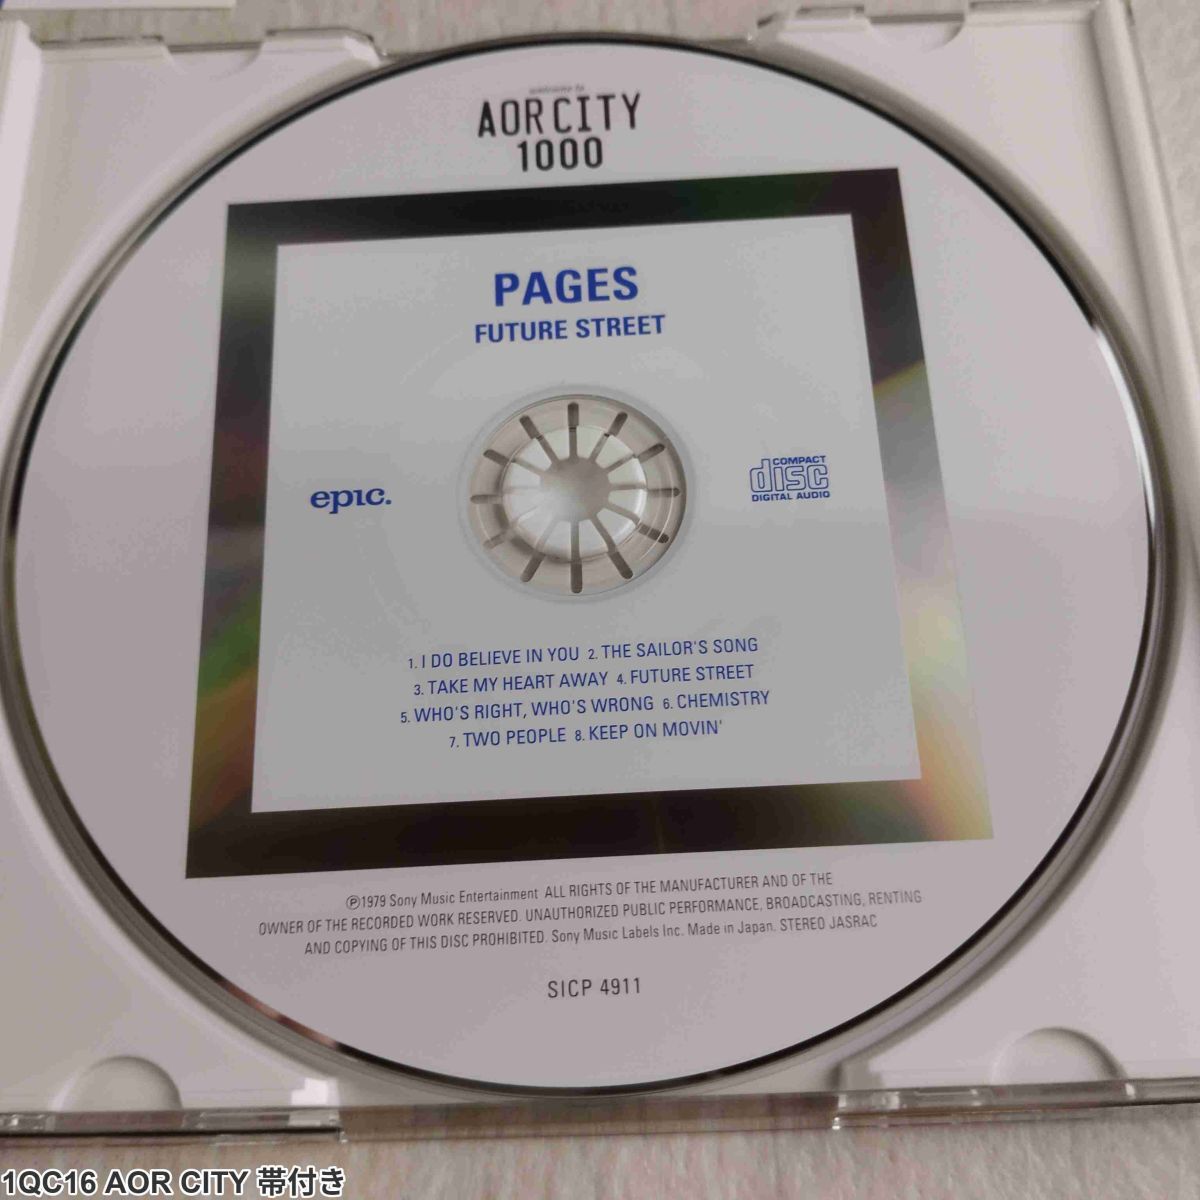 welcome to
AOR CITY
1000
PAGES
FUTURE STREET
epic.
COMPACT
disc
DIGITAL AUDIO
1. I DO BELIEVE IN YOU 2. THE SAILOR'S SONG
3. TAKE MY HEART AWAY 4. FUTURE STREET
5. WHO'S RIGHT, WHO'S WRONG 6. CHEMISTRY
7. TWO PEOPLE 8. KEEP ON MOVIN'
℗1979 Sony Music Entertainment ALL RIGHTS OF THE MANUFACTURER AND OF THE
OWNER OF THE RECORDED WORK RESERVED. UNAUTHORIZED PUBLIC PERFORMANCE, BROADCASTING, RENTING
AND COPYING OF THIS DISC PROHIBITED. Sony Music Labels Inc. Made in Japan. STEREO JASRAC
SICP 4911
1QC16 AOR CITY 帯付き